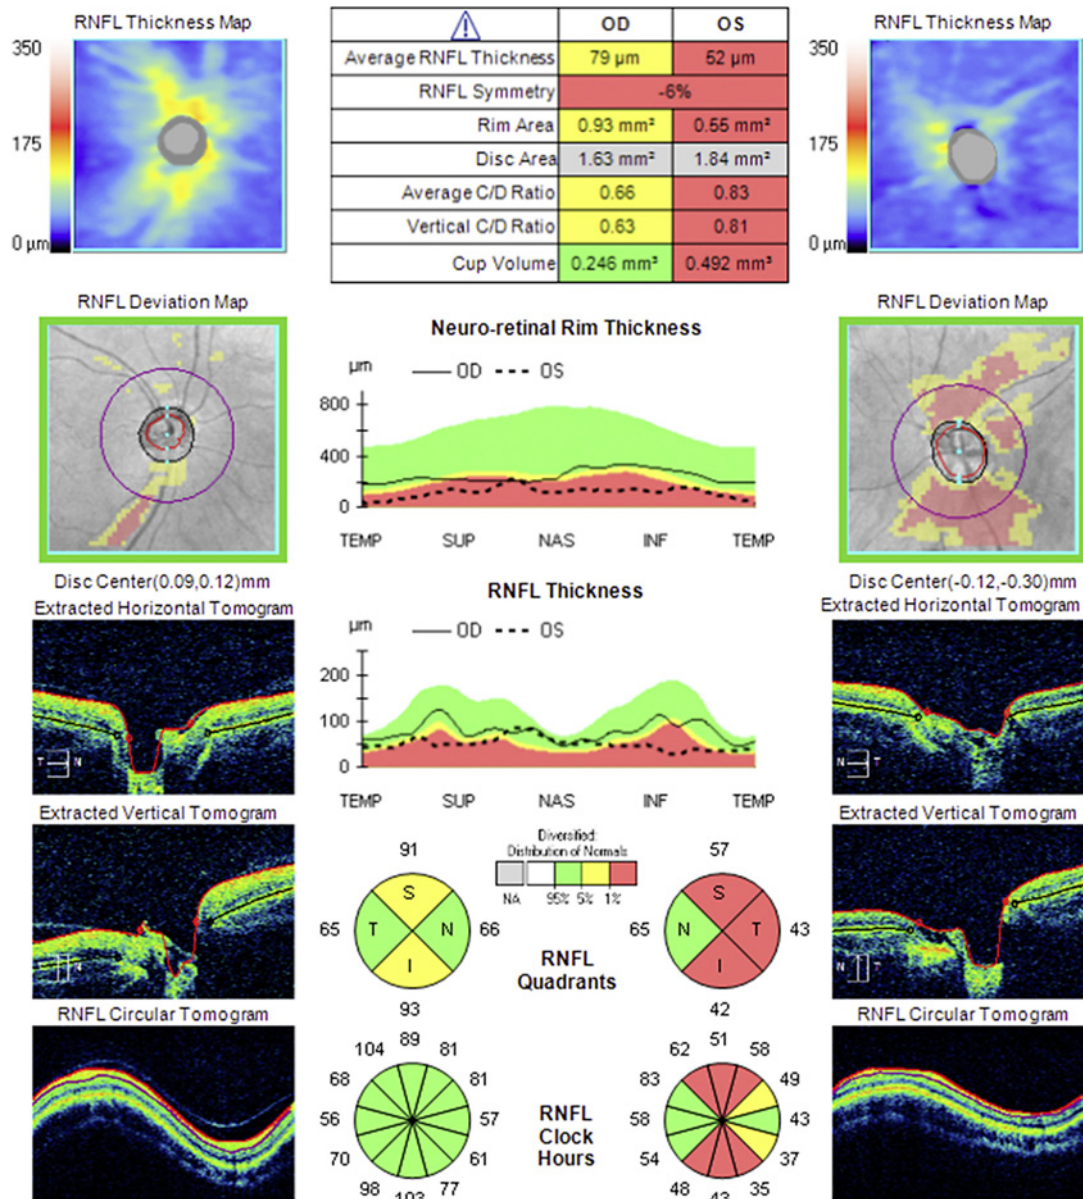 RNFL Thickness Map
350
175
0 µm
OD OS
Average RNFL Thickness 79 µm 52 µm
RNFL Symmetry -6%
Rim Area 0.93 mm² 0.55 mm²
Disc Area 1.63 mm² 1.84 mm²
Average C/D Ratio 0.66 0.83
Vertical C/D Ratio 0.63 0.81
Cup Volume 0.246 mm³ 0.492 mm³
RNFL Thickness Map
350
175
0 µm
RNFL Deviation Map
Disc Center(0.09,0.12)mm
Neuro-retinal Rim Thickness
µm
OD OS
800
400
0
TEMP SUP NAS INF TEMP
RNFL Deviation Map
Disc Center(-0.12,-0.30)mm
Extracted Horizontal Tomogram
T N
RNFL Thickness
µm
OD OS
200
100
0
TEMP SUP NAS INF TEMP
Extracted Horizontal Tomogram
N T
Extracted Vertical Tomogram
N T
91
S
65 T N 66
I
93
Diversified:
Distribution of Normals
NA 95% 5% 1%
RNFL
Quadrants
57
S
65 N T 43
I
42
Extracted Vertical Tomogram
N T
RNFL Circular Tomogram
89
104 81
68 81
56 57
70 61
98 77
103
RNFL
Clock
Hours
51
62 58
83 49
58 43
54 37
48 35
43
RNFL Circular Tomogram